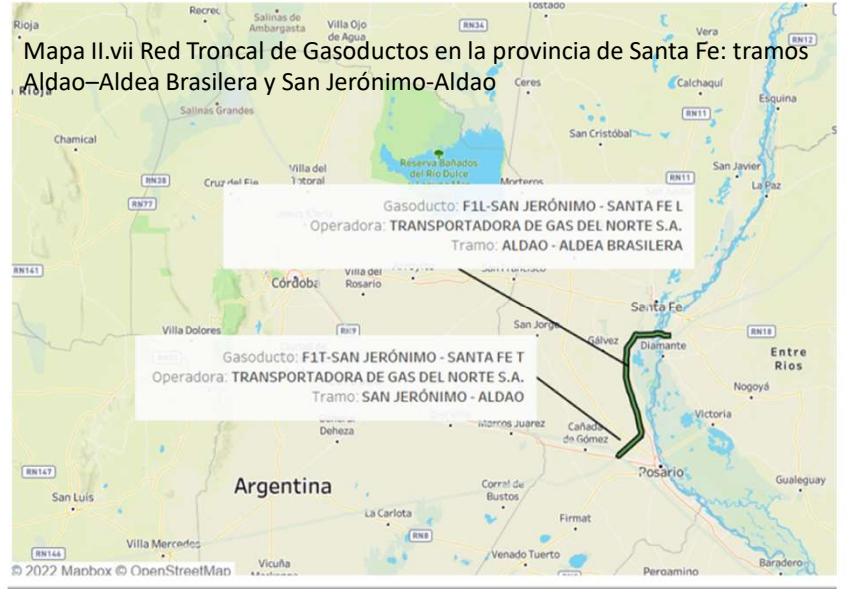 Rioja
Recreo
Salinas de
Ambargasta
Villa Ojo
de Agua
RN34
Tostado
Vera
RN12
Mapa II.vii Red Troncal de Gasoductos en la provincia de Santa Fe: tramos
Aldao–Aldea Brasilera y San Jerónimo-Aldao
Ceres
Calchaquí
Esquina
Salinas Grandes
RN11
Chamical
San Cristóbal
Reserva Bañados
del Río Dulce
San Javier
La Paz
RN38
Cruz del Eje
Villa del
Totoral
Morteros
RN11
RN77
Gasoducto: F1L-SAN JERÓNIMO - SANTA FE L
Operadora: TRANSPORTADORA DE GAS DEL NORTE S.A.
Tramo: ALDAO - ALDEA BRASILERA
RN141
Córdoba
Villa del
Rosario
San Francisco
Santa Fe
Villa Dolores
RN9
San Jorge
Gálvez
Diamante
RN18
Entre
Ríos
Gasoducto: F1T-SAN JERÓNIMO - SANTA FE T
Operadora: TRANSPORTADORA DE GAS DEL NORTE S.A.
Tramo: SAN JERÓNIMO - ALDAO
Nogoyá
Victoria
General
Deheza
Marcos Juárez
Cañada
de Gómez
RN147
San Luis
Argentina
Corral de
Bustos
Rosario
Gualeguay
La Carlota
Firmat
RN8
Villa Mercedes
RN146
Venado Tuerto
Vicuña
Mackenna
Pergamino
Baradero
© 2022 Mapbox © OpenStreetMap